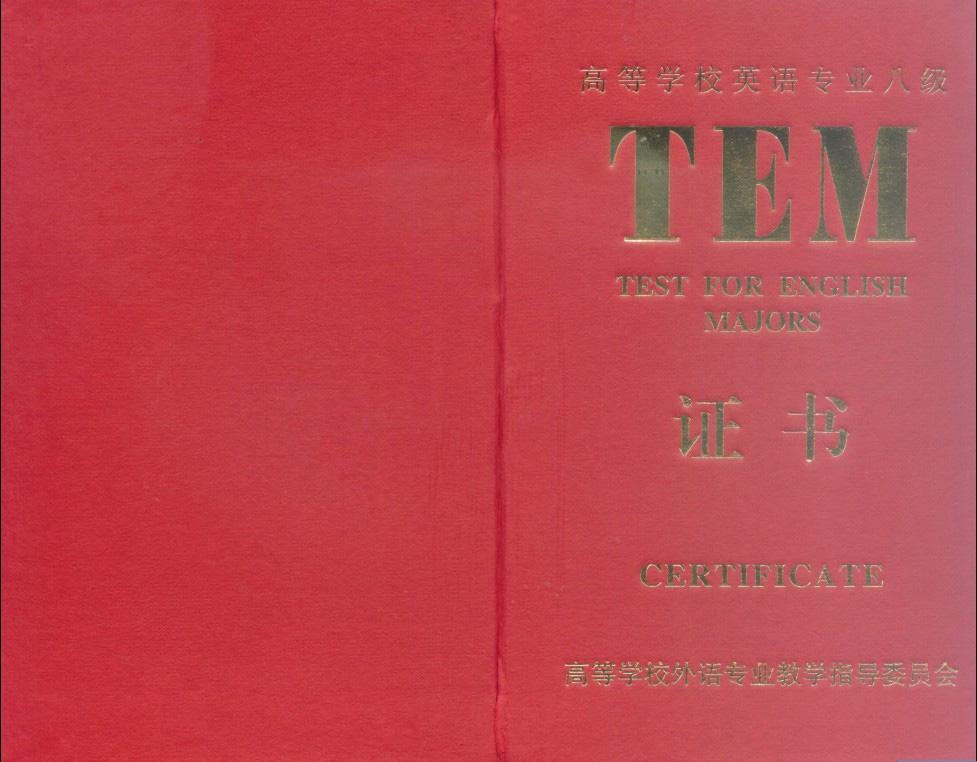 高等学校英语专业八级
TEM
TEST FOR ENGLISH
MAJORS
证书
CERTIFICATE
高等学校外语专业教学指导委员会